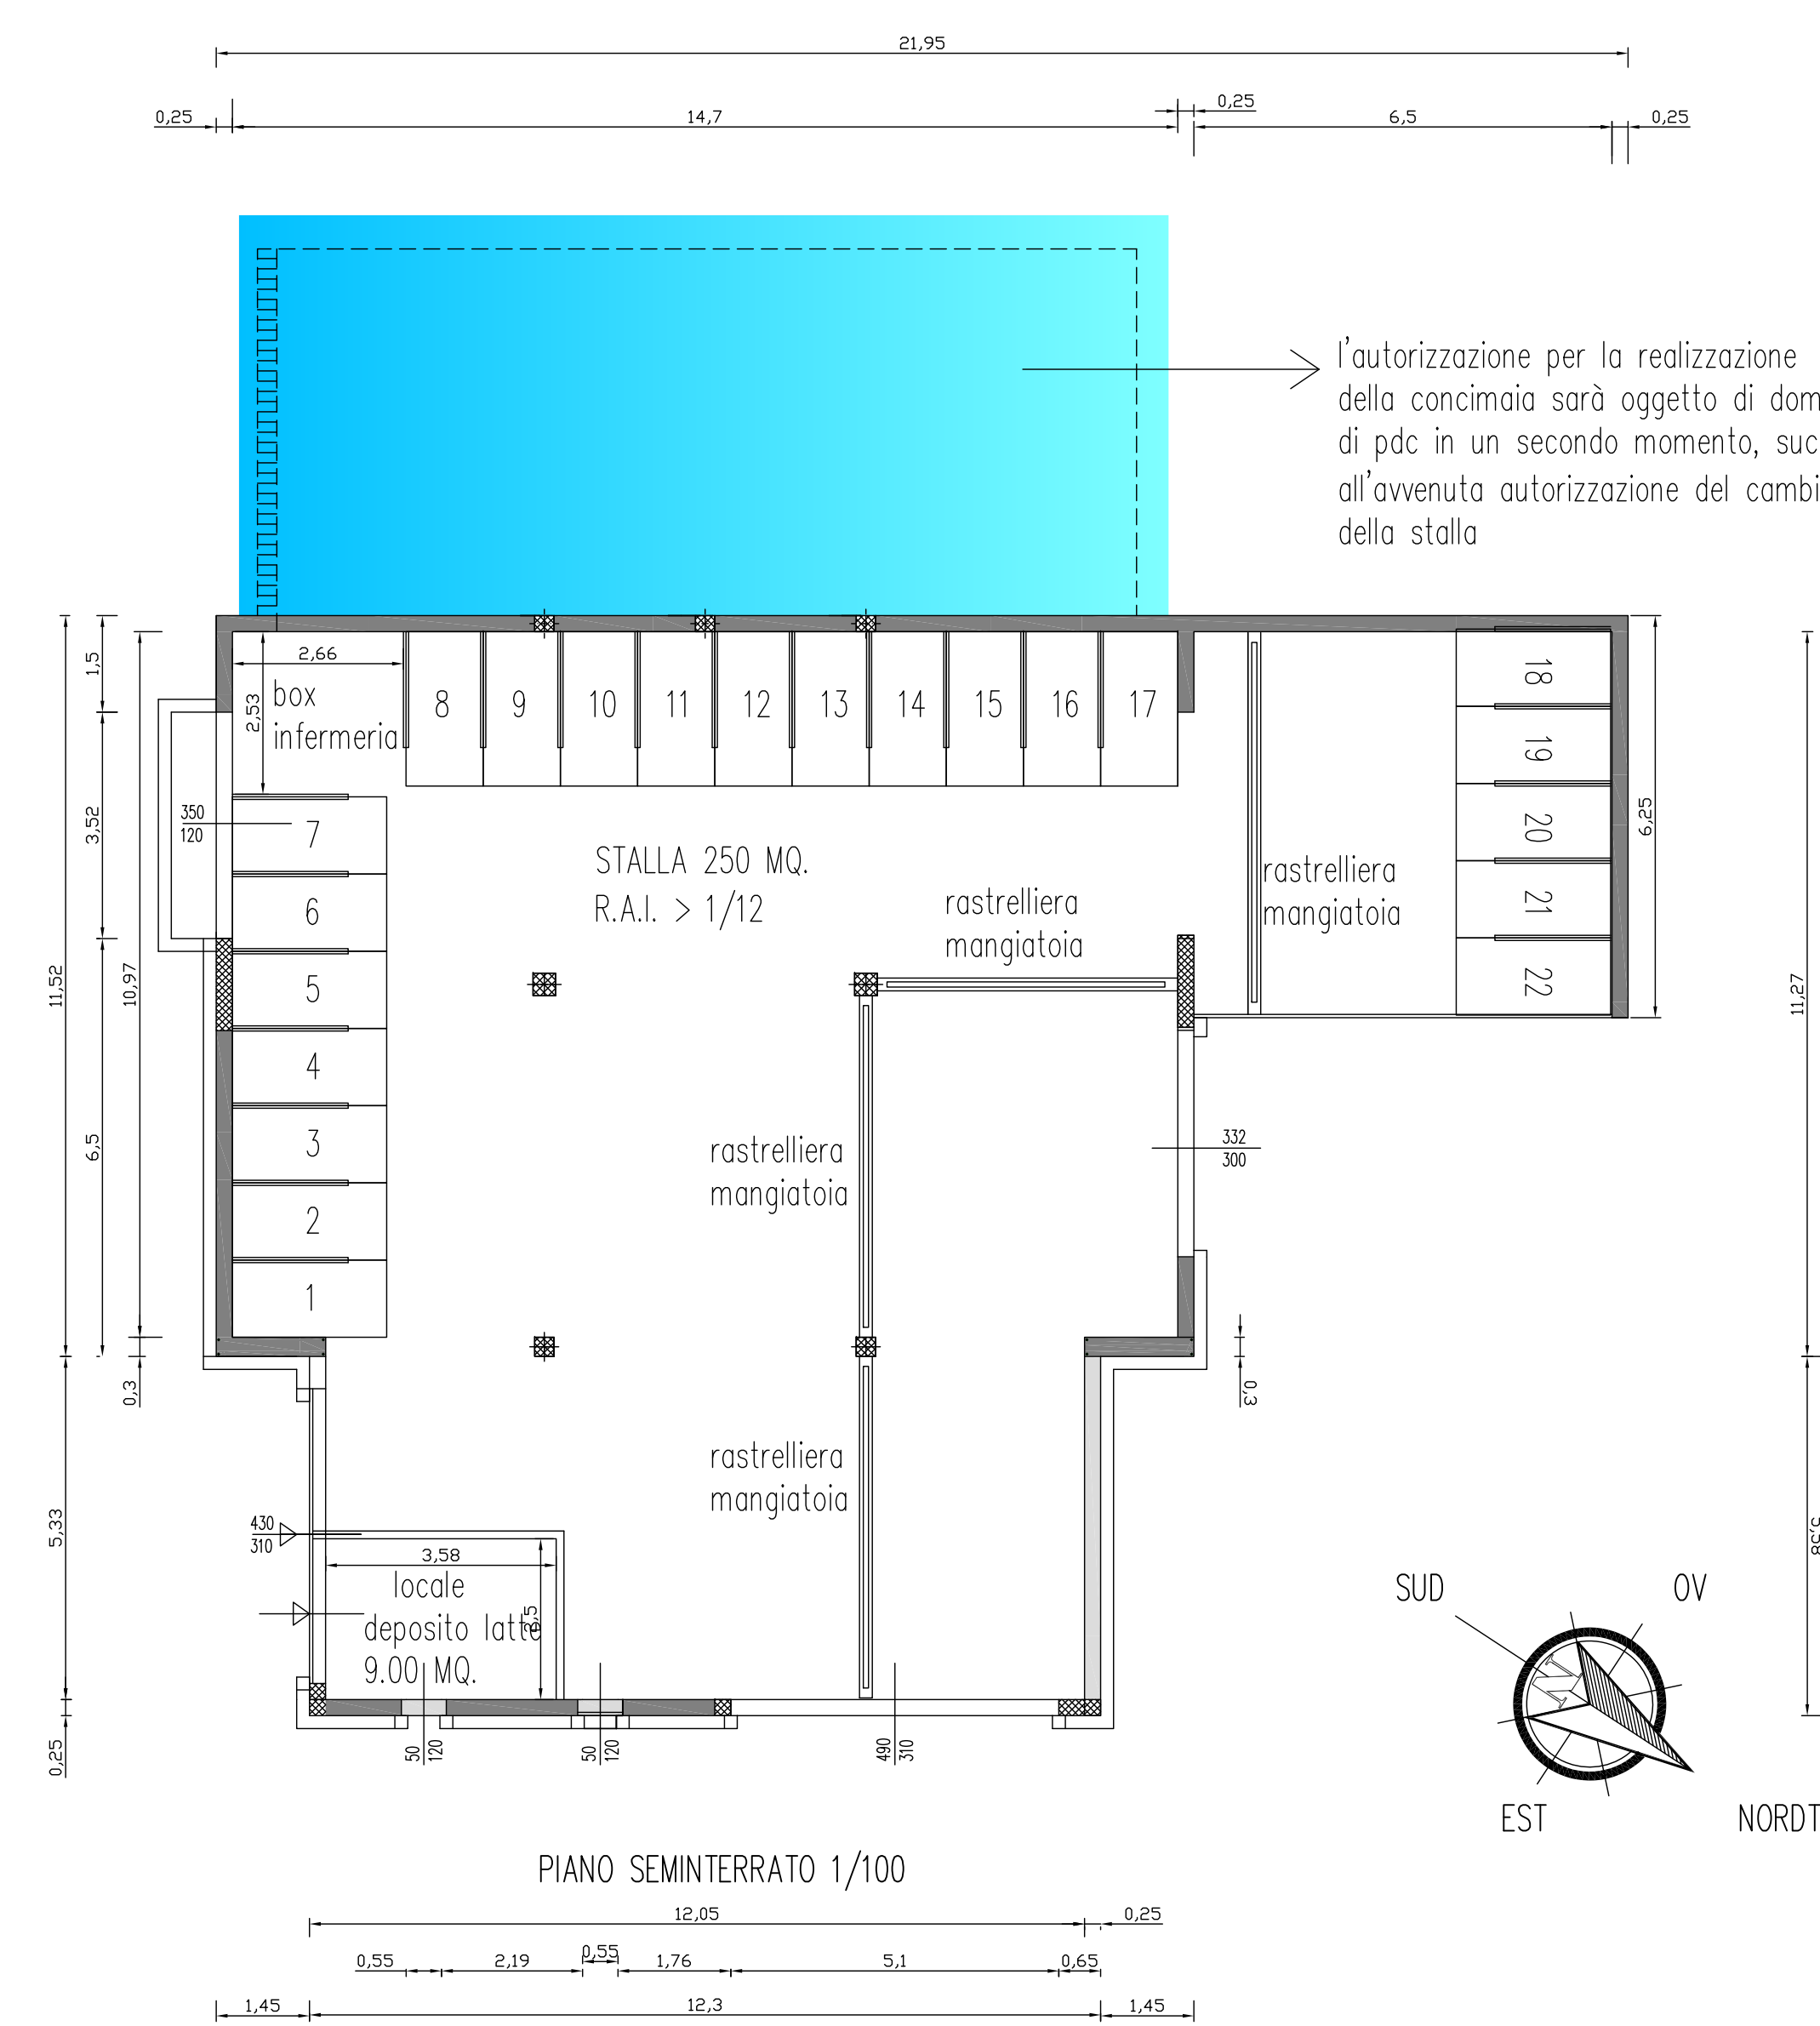 21,95
0,25
14,7
0,25
6,5
0,25
l'autorizzazione per la realizzazione
della concimaia sarà oggetto di dom
di pdc in un secondo momento, suc
all'avvenuta autorizzazione del cambi
della stalla
2,66
2,53
box
infermeria
8 9 10 11 12 13 14 15 16 17
18
19
20
21
22
1,5
3,52
6,5
11,52
10,97
0,3
5,33
0,25
350
120
7
6
5
4
3
2
1
STALLA 250 MQ.
R.A.I. > 1/12
rastrelliera
mangiatoia
rastrelliera
mangiatoia
6,25
11,27
rastrelliera
mangiatoia
332
300
0,3
rastrelliera
mangiatoia
430
310
3,58
locale
deposito latte
9.00 MQ.
50
120
50
120
490
310
SUD
OV
N
EST
NORDT
PIANO SEMINTERRATO 1/100
12,05
0,25
0,55
2,19
0,55
1,76
5,1
0,65
1,45
12,3
1,45